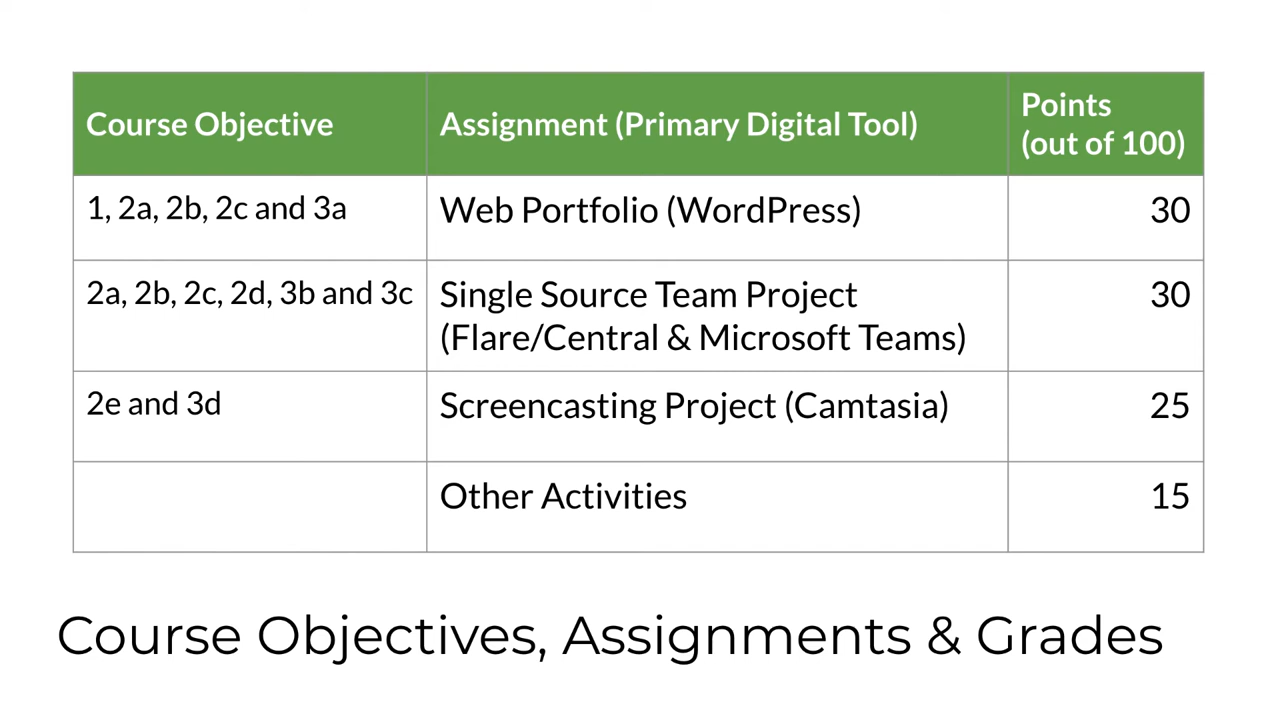 Course Objective
Assignment (Primary Digital Tool)
Points
(out of 100)
1, 2a, 2b, 2c and 3a
Web Portfolio (WordPress)
30
2a, 2b, 2c, 2d, 3b and 3c
Single Source Team Project
(Flare/Central & Microsoft Teams)
30
2e and 3d
Screencasting Project (Camtasia)
25
Other Activities
15
Course Objectives, Assignments & Grades